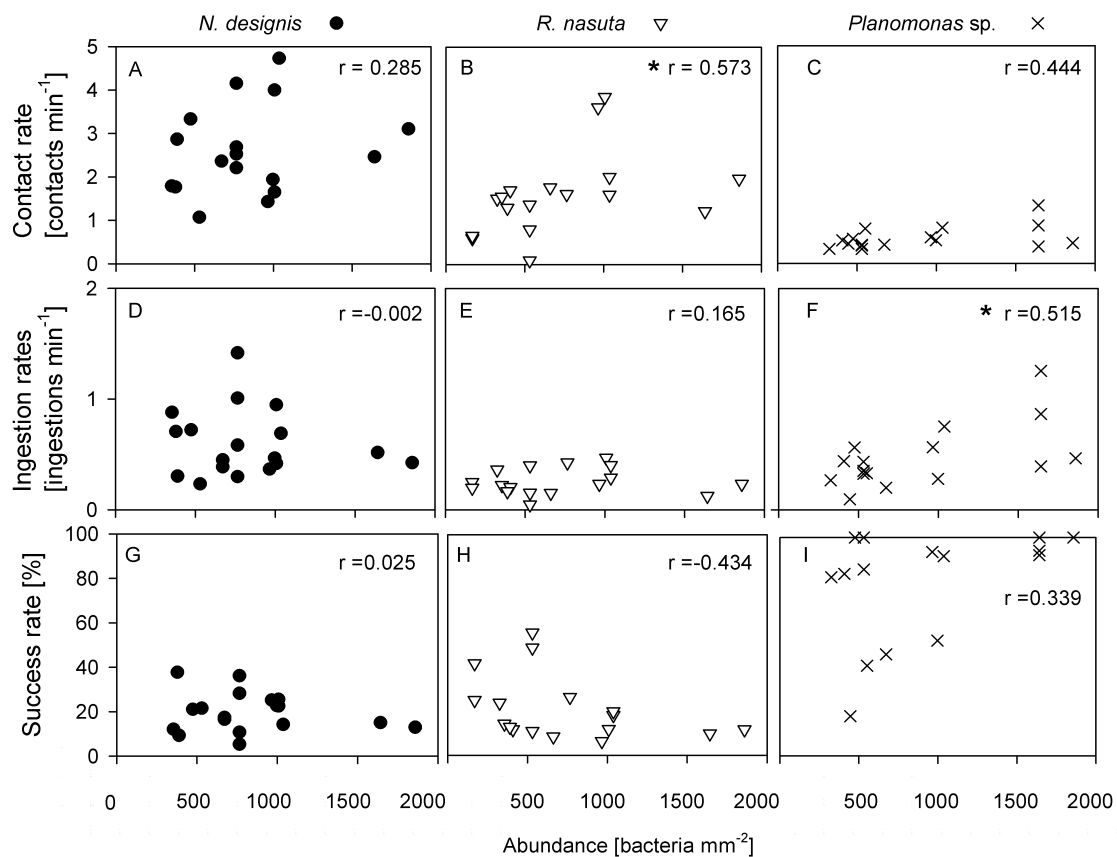 N. designis ● R. nasuta ▽ Planomonas sp. ×
Contact rate
[contacts min⁻¹]
5
4
3
2
1
0
A
r = 0.285
B
* r = 0.573
C
r =0.444
Ingestion rates
[ingestions min⁻¹]
2
1
0
D
r =-0.002
E
r =0.165
F
* r =0.515
Success rate [%]
100
80
60
40
20
0
G
r =0.025
H
r =-0.434
I
r =0.339
0 500 1000 1500 2000 500 1000 1500 2000 500 1000 1500 2000
Abundance [bacteria mm⁻²]